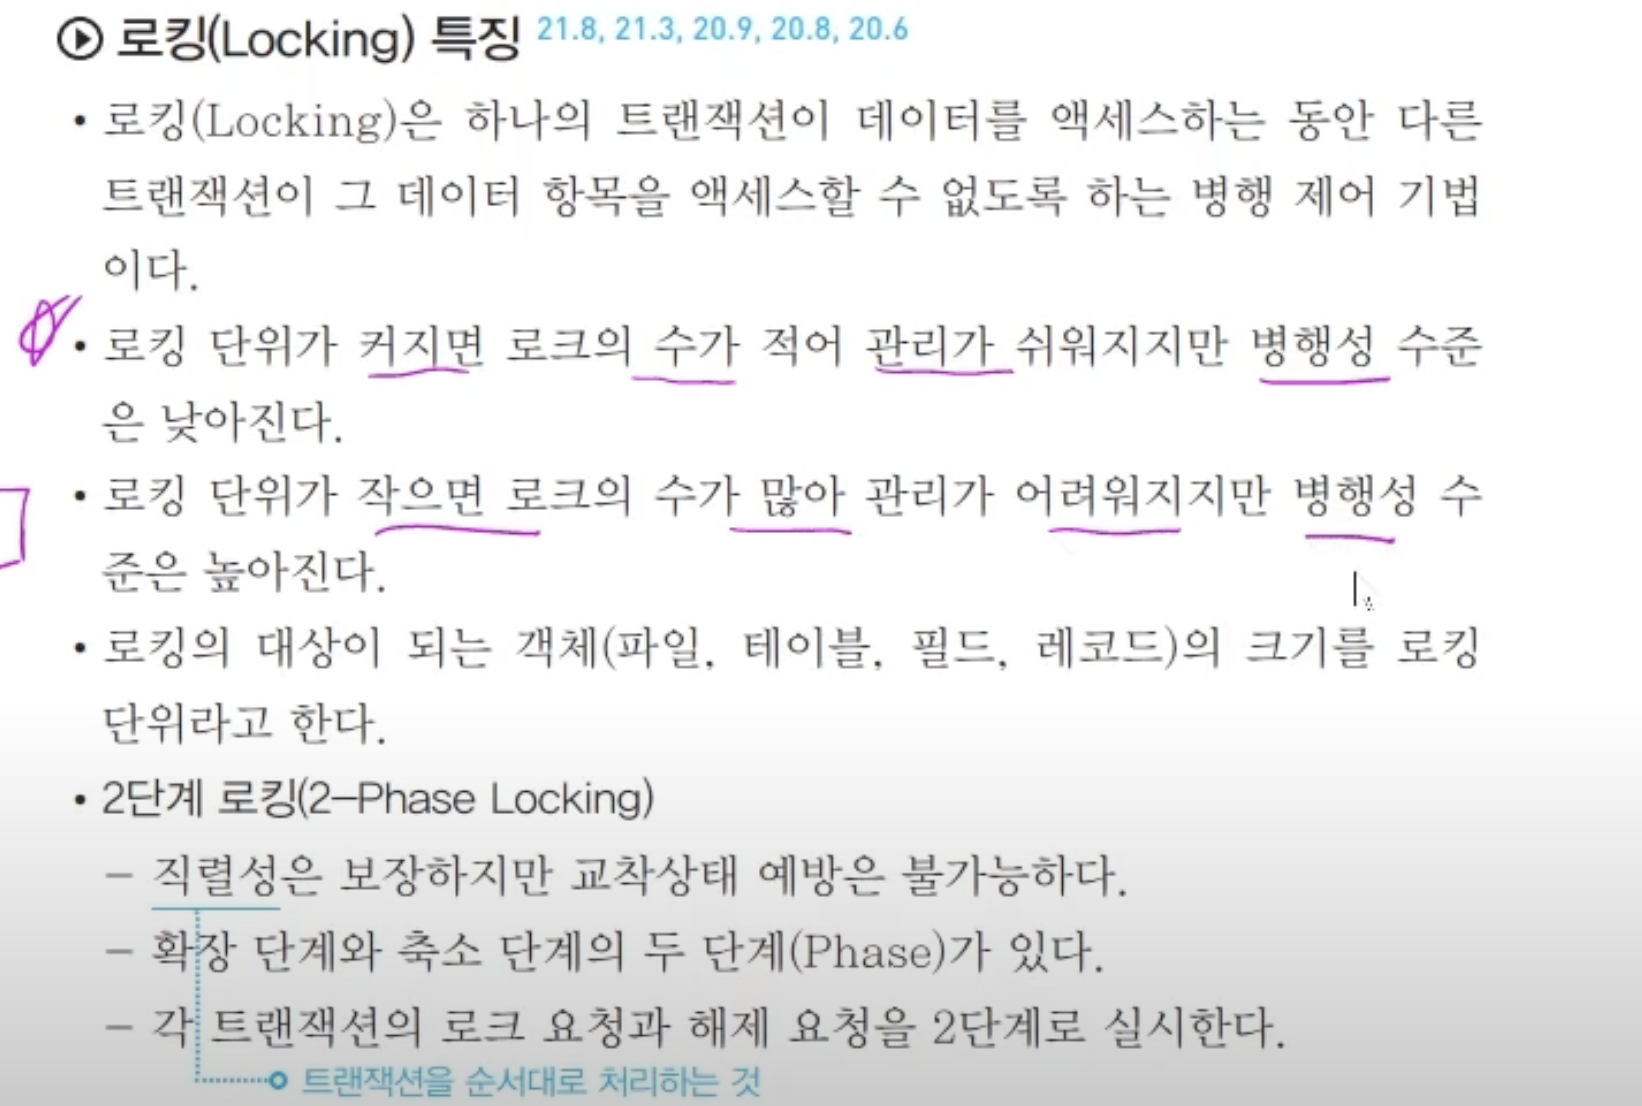 로킹(Locking) 특징 21.8, 21.3, 20.9, 20.8, 20.6
• 로킹(Locking)은 하나의 트랜잭션이 데이터를 액세스하는 동안 다른
트랜잭션이 그 데이터 항목을 액세스할 수 없도록 하는 병행 제어 기법
이다.
• 로킹 단위가 커지면 로크의 수가 적어 관리가 쉬워지지만 병행성 수준
은 낮아진다.
• 로킹 단위가 작으면 로크의 수가 많아 관리가 어려워지지만 병행성 수
준은 높아진다.
• 로킹의 대상이 되는 객체(파일, 테이블, 필드, 레코드)의 크기를 로킹
단위라고 한다.
• 2단계 로킹(2-Phase Locking)
– 직렬성은 보장하지만 교착상태 예방은 불가능하다.
– 확장 단계와 축소 단계의 두 단계(Phase)가 있다.
– 각 트랜잭션의 로크 요청과 해제 요청을 2단계로 실시한다.
트랜잭션을 순서대로 처리하는 것